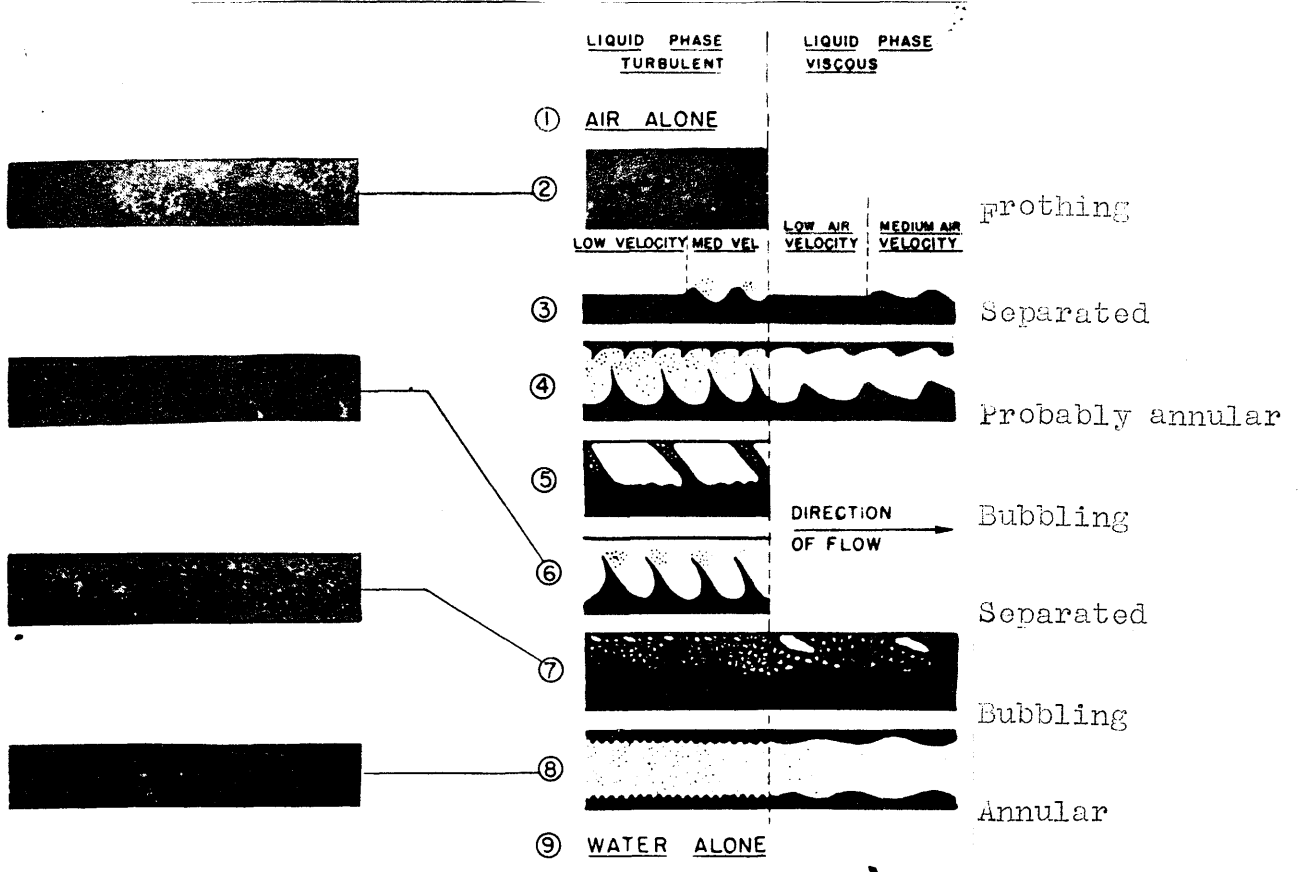 LIQUID PHASE
TURBULENT
LIQUID PHASE
VISCOUS
① AIR ALONE
②
Frothing
LOW VELOCITY
MED VEL
LOW AIR
VELOCITY
MEDIUM AIR
VELOCITY
③
Separated
④
Probably annular
⑤
DIRECTION
OF FLOW
Bubbling
⑥
Separated
⑦
Bubbling
⑧
Annular
⑨ WATER ALONE